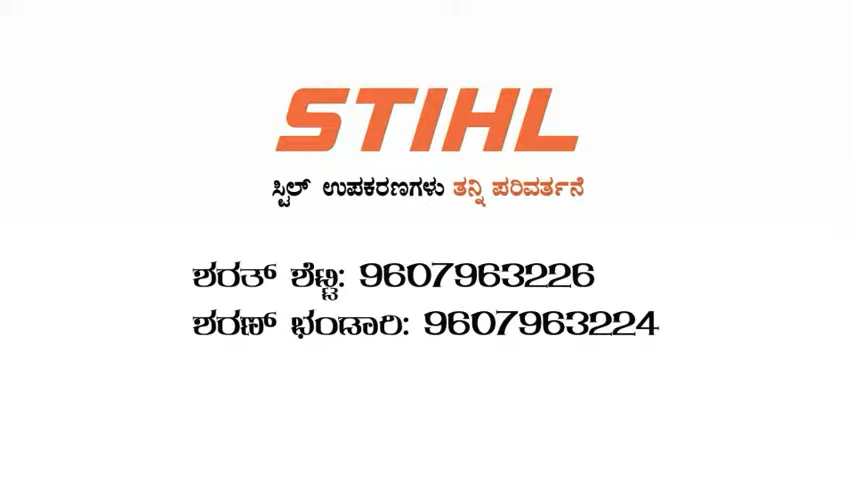 STIHL
ಸ್ಟಿಲ್ ಉಪಕರಣಗಳು ತನ್ನಿ ಪರಿವರ್ತನೆ
ಶರತ್ ಶೆಟ್ಟಿ: 9607963226
ಶರಣ್ ಭಂಡಾರಿ: 9607963224